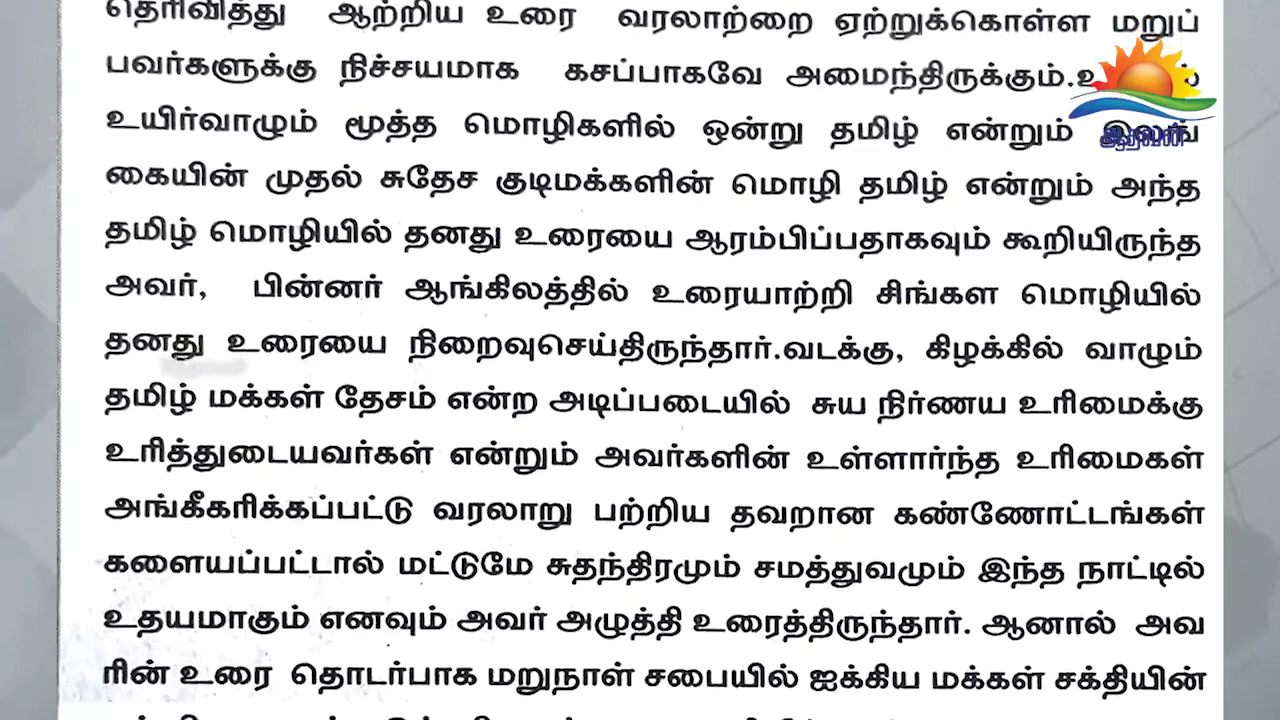 தெரிவித்து ஆற்றிய உரை வரலாற்றை ஏற்றுக்கொள்ள மறுப்
பவர்களுக்கு நிச்சயமாக கசப்பாகவே அமைந்திருக்கும்.
உயிர்வாழும் மூத்த மொழிகளில் ஒன்று தமிழ் என்றும்
ஆதவன்
கையின் முதல் சுதேச குடிமக்களின் மொழி தமிழ் என்றும் அந்த
தமிழ் மொழியில் தனது உரையை ஆரம்பிப்பதாகவும் கூறியிருந்த
அவர், பின்னர் ஆங்கிலத்தில் உரையாற்றி சிங்கள மொழியில்
தனது உரையை நிறைவுசெய்திருந்தார்.வடக்கு, கிழக்கில் வாழும்
தமிழ் மக்கள் தேசம் என்ற அடிப்படையில் சுய நிர்ணய உரிமைக்கு
உரித்துடையவர்கள் என்றும் அவர்களின் உள்ளார்ந்த உரிமைகள்
அங்கீகரிக்கப்பட்டு வரலாறு பற்றிய தவறான கண்ணோட்டங்கள்
களையப்பட்டால் மட்டுமே சுதந்திரமும் சமத்துவமும் இந்த நாட்டில்
உதயமாகும் எனவும் அவர் அழுத்தி உரைத்திருந்தார். ஆனால் அவ
ரின் உரை தொடர்பாக மறுநாள் சபையில் ஐக்கிய மக்கள் சக்தியின்